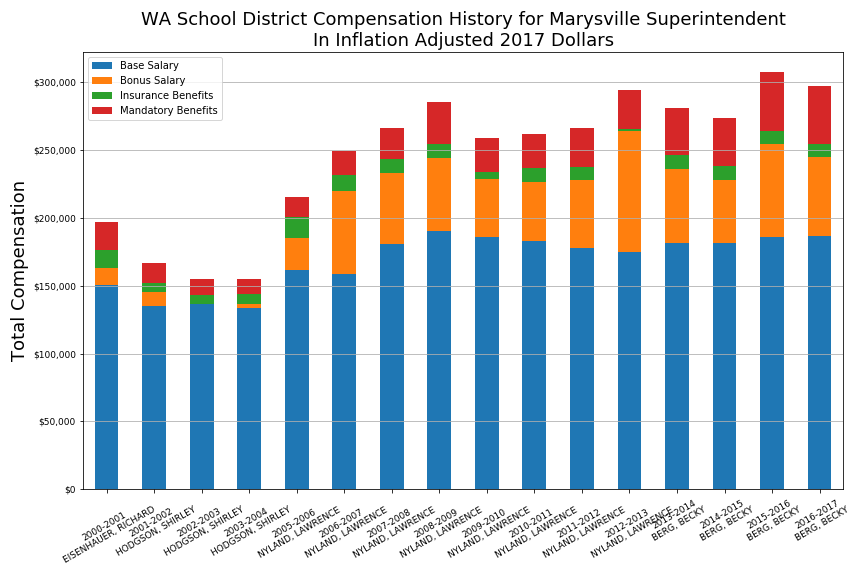 WA School District Compensation History for Marysville Superintendent
In Inflation Adjusted 2017 Dollars
Base Salary
Bonus Salary
Insurance Benefits
Mandatory Benefits
Total Compensation
$300,000
$250,000
$200,000
$150,000
$100,000
$50,000
$0
2000-2001
EISENHAUER, RICHARD
2001-2002
HODGSON, SHIRLEY
2002-2003
HODGSON, SHIRLEY
2003-2004
HODGSON, SHIRLEY
2005-2006
NYLAND, LAWRENCE
2006-2007
NYLAND, LAWRENCE
2007-2008
NYLAND, LAWRENCE
2008-2009
NYLAND, LAWRENCE
2009-2010
NYLAND, LAWRENCE
2010-2011
NYLAND, LAWRENCE
2011-2012
NYLAND, LAWRENCE
2012-2013
NYLAND, LAWRENCE
2013-2014
BERG, BECKY
2014-2015
BERG, BECKY
2015-2016
BERG, BECKY
2016-2017
BERG, BECKY